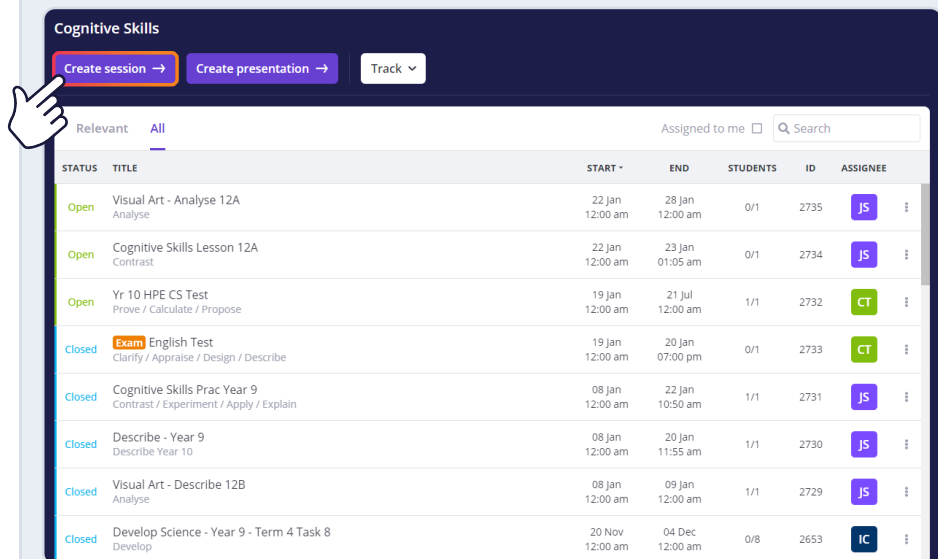 Cognitive Skills
Create session → Create presentation → Track
Relevant All Assigned to me Search
STATUS TITLE START END STUDENTS ID ASSIGNEE
Open Visual Art - Analyse 12A 22 Jan 28 Jan 0/1 2735 JS
Analyse 12:00 am 12:00 am
Open Cognitive Skills Lesson 12A 22 Jan 23 Jan 0/1 2734 JS
Contrast 12:00 am 01:05 am
Open Yr 10 HPE CS Test 19 Jan 21 Jul 1/1 2732 CT
Prove / Calculate / Propose 12:00 am 12:00 am
Closed Exam English Test 19 Jan 20 Jan 0/1 2733 CT
Clarify / Appraise / Design / Describe 12:00 am 07:00 pm
Closed Cognitive Skills Prac Year 9 08 Jan 22 Jan 1/1 2731 JS
Contrast / Experiment / Apply / Explain 12:00 am 10:50 am
Closed Describe - Year 9 08 Jan 20 Jan 1/1 2730 JS
Describe Year 10 12:00 am 11:55 am
Closed Visual Art - Describe 12B 08 Jan 09 Jan 1/1 2729 JS
Analyse 12:00 am 12:00 am
Closed Develop Science - Year 9 - Term 4 Task 8 20 Nov 04 Dec 0/8 2653 IC
Develop 12:00 am 12:00 am